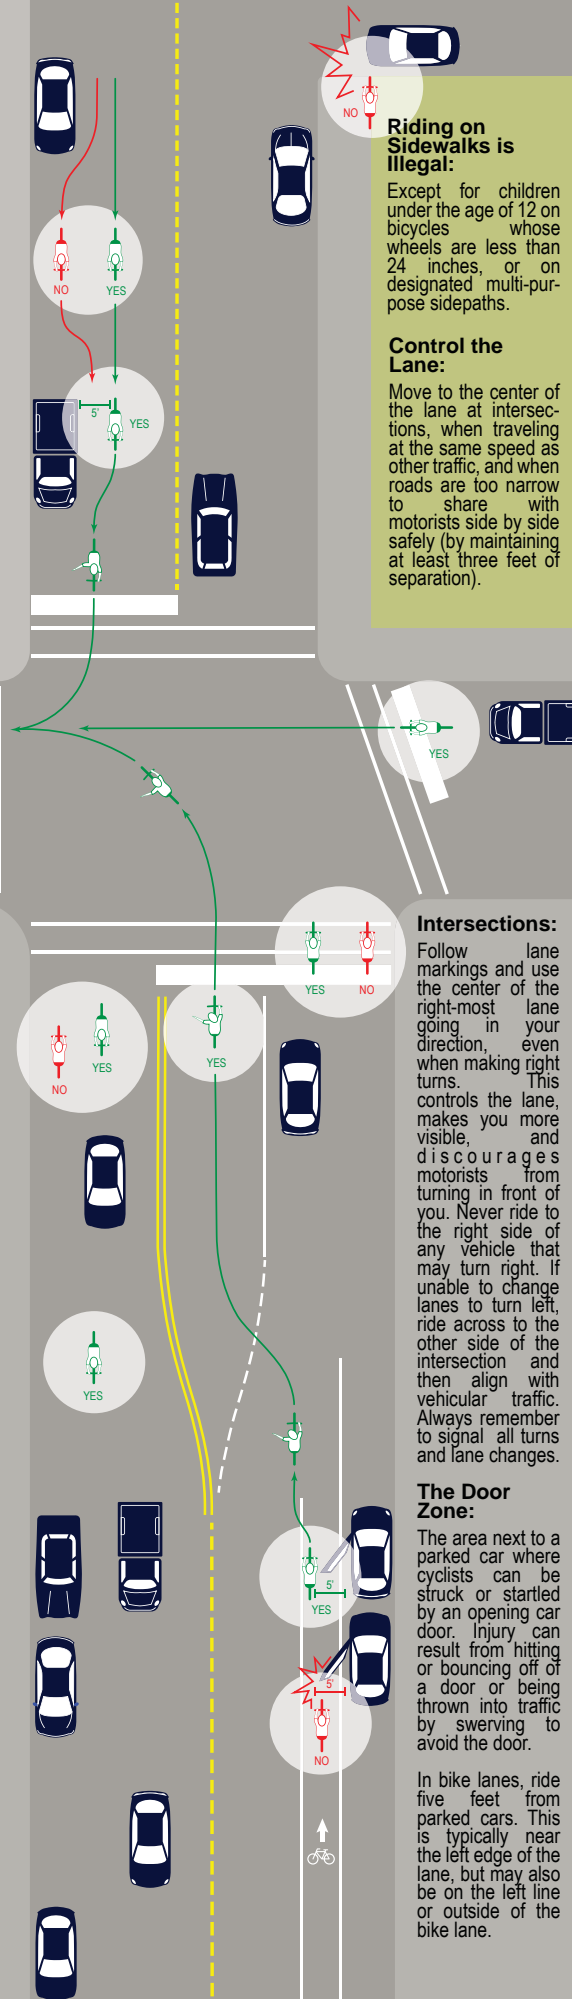 NO
Riding on
Sidewalks is
Illegal:
Except for children
under the age of 12 on
bicycles whose
wheels are less than
24 inches, or on
designated multi-pur-
pose sidepaths.
Control the
Lane:
Move to the center of
the lane at intersec-
tions, when traveling
at the same speed as
other traffic, and when
roads are too narrow
to share with
motorists side by side
safely (by maintaining
at least three feet of
separation).
NO
YES
5'
YES
YES
YES
NO
YES
NO
YES
YES
5'
YES
5'
NO
Intersections:
Follow lane
markings and use
the center of the
right-most lane
going in your
direction, even
when making right
turns. This
controls the lane,
makes you more
visible, and
discourages
motorists from
turning in front of
you. Never ride to
the right side of
any vehicle that
may turn right. If
unable to change
lanes to turn left,
ride across to the
other side of the
intersection and
then align with
vehicular traffic.
Always remember
to signal all turns
and lane changes.
The Door
Zone:
The area next to a
parked car where
cyclists can be
struck or startled
by an opening car
door. Injury can
result from hitting
or bouncing off of
a door or being
thrown into traffic
by swerving to
avoid the door.
In bike lanes, ride
five feet from
parked cars. This
is typically near
the left edge of the
lane, but may also
be on the left line
or outside of the
bike lane.